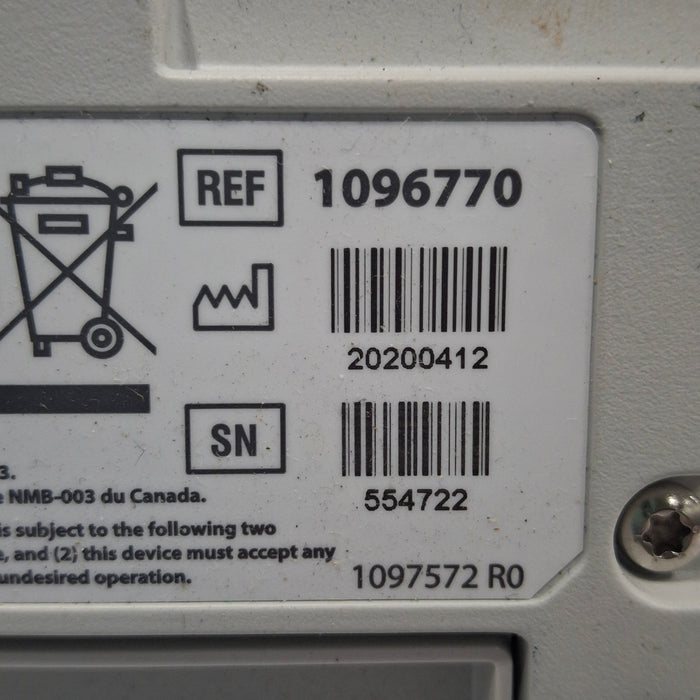 REF 1096770
20200412
SN
554722
3.
e NMB-003 du Canada.
is subject to the following two
e, and (2) this device must accept any
undesired operation.
1097572 R0